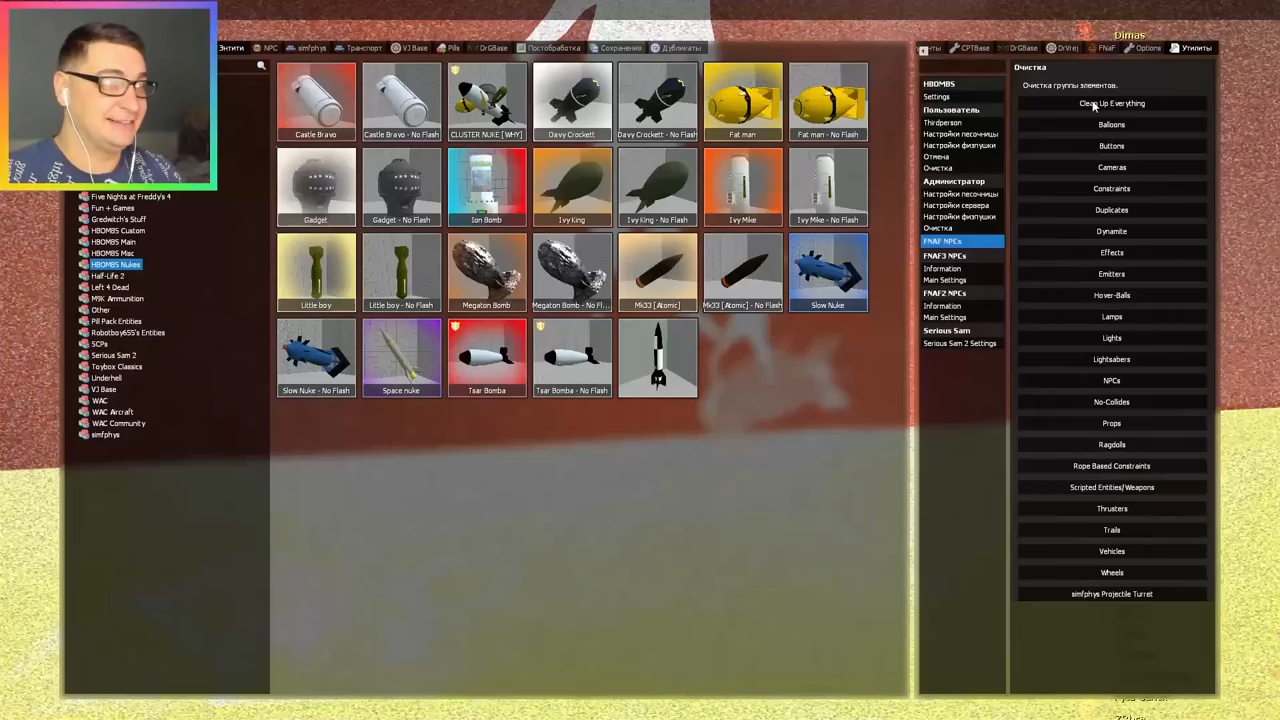 Dimas
Энтити
NPC
simfphys
Транспорт
VJ Base
Pills
DrGBase
Постобработка
Сохранения
Дубликаты
нты
CPTBase
DrGBase
DrVrej
FNaF
Options
Утилиты
Castle Bravo
Castle Bravo - No Flash
CLUSTER NUKE [WHY]
Davy Crockett
Davy Crockett - No Flash
Fat man
Fat man - No Flash
Gadget
Gadget - No Flash
Ion Bomb
Ivy King
Ivy King - No Flash
Ivy Mike
Ivy Mike - No Flash
Little boy
Little boy - No Flash
Megaton Bomb
Megaton Bomb - No Fl...
Mk33 [Atomic]
Mk33 [Atomic] - No Flash
Slow Nuke
Slow Nuke - No Flash
Space nuke
Tsar Bomba
Tsar Bomba - No Flash
Five Nights at Freddy's 4
Fun + Games
Gredwitch's Stuff
HBOMBS Custom
HBOMBS Main
HBOMBS Misc
HBOMBS Nukes
Half-Life 2
Left 4 Dead
M9K Ammunition
Other
Pill Pack Entities
Robotboy655's Entities
SCPs
Serious Sam 2
Toybox Classics
Underhell
VJ Base
WAC
WAC Aircraft
WAC Community
simfphys
HBOMBS
Settings
Пользователь
Thirdperson
Настройки песочницы
Настройки физпушки
Отмена
Очистка
Администратор
Настройки песочницы
Настройки сервера
Настройки физпушки
Очистка
FNAF NPCs
FNAF3 NPCs
Information
Main Settings
FNAF2 NPCs
Information
Main Settings
Serious Sam
Serious Sam 2 Settings
Очистка
Очистка группы элементов.
Clean Up Everything
Balloons
Buttons
Cameras
Constraints
Duplicates
Dynamite
Effects
Emitters
Hover-Balls
Lamps
Lights
Lightsabers
NPCs
No-Collides
Props
Ragdolls
Rope Based Constraints
Scripted Entities/Weapons
Thrusters
Trails
Vehicles
Wheels
simfphys Projectile Turret